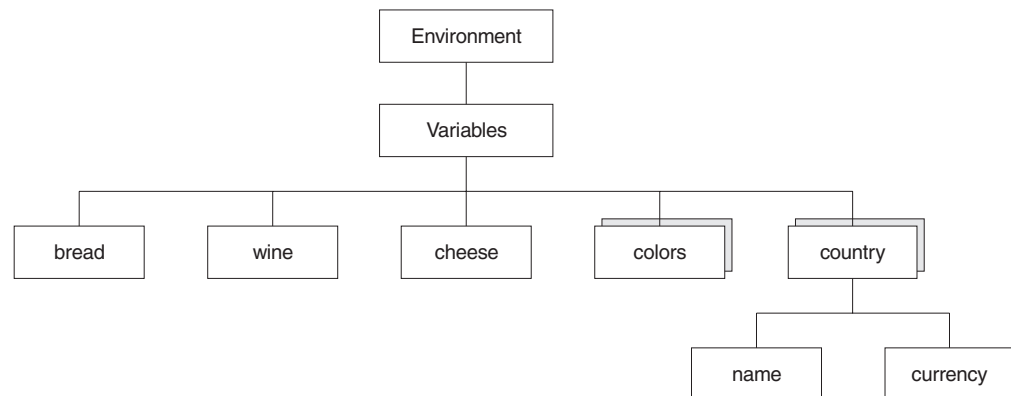 Environment
Variables
bread
wine
cheese
colors
country
name
currency